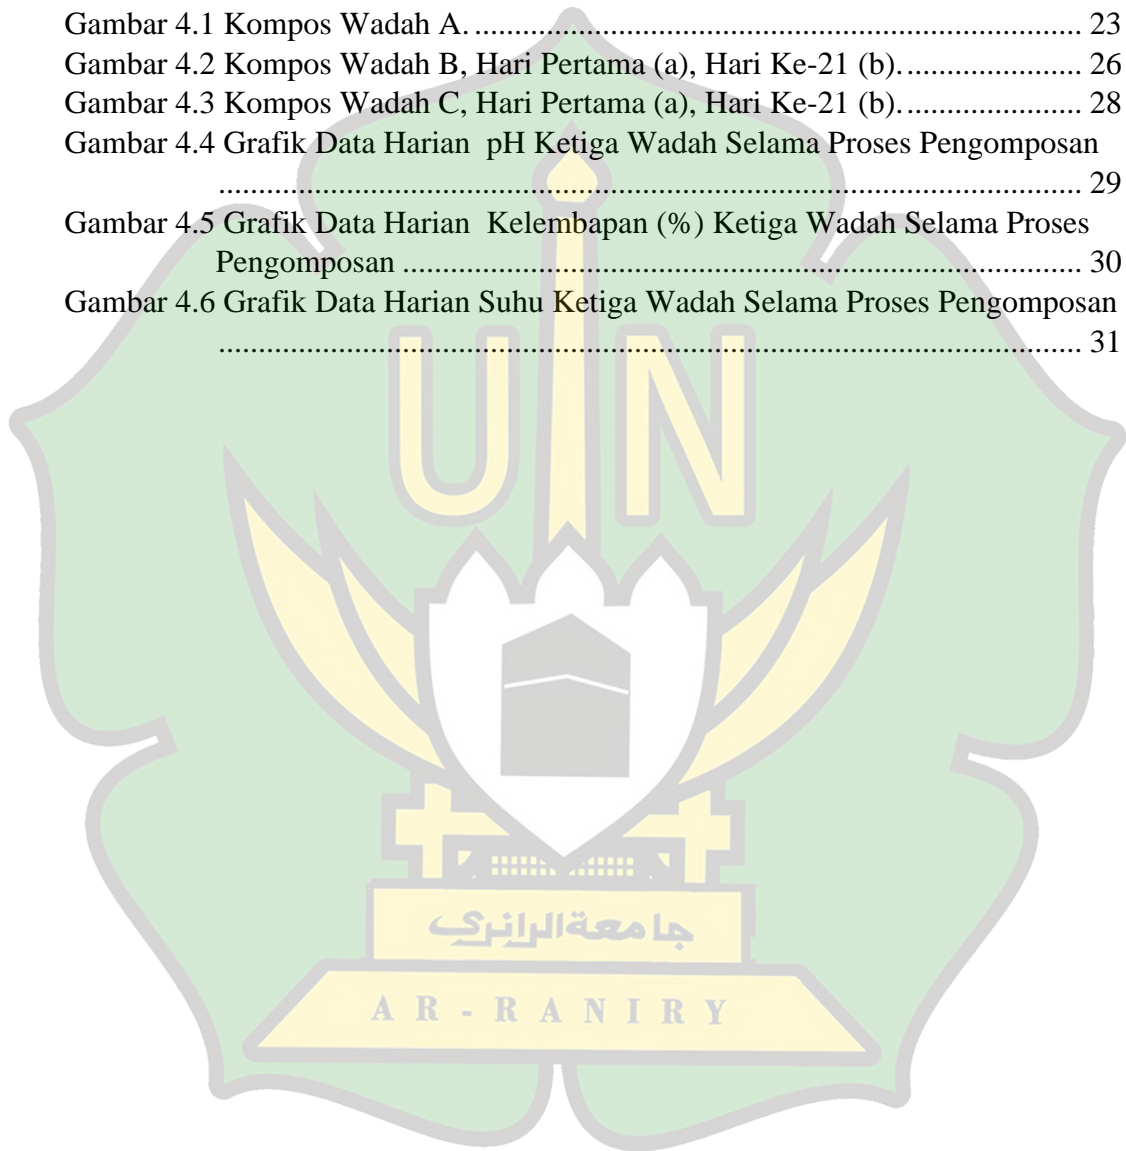 Gambar 4.1 Kompos Wadah A. ............................................................................ 23
Gambar 4.2 Kompos Wadah B, Hari Pertama (a), Hari Ke-21 (b). ...................... 26
Gambar 4.3 Kompos Wadah C, Hari Pertama (a), Hari Ke-21 (b). ...................... 28
Gambar 4.4 Grafik Data Harian  pH Ketiga Wadah Selama Proses Pengomposan
............................................................................................................ 29
Gambar 4.5 Grafik Data Harian  Kelembapan (%) Ketiga Wadah Selama Proses
Pengomposan ..................................................................................... 30
Gambar 4.6 Grafik Data Harian Suhu Ketiga Wadah Selama Proses Pengomposan
............................................................................................................ 31
UIN
جامعة الرانري
AR-RANIRY